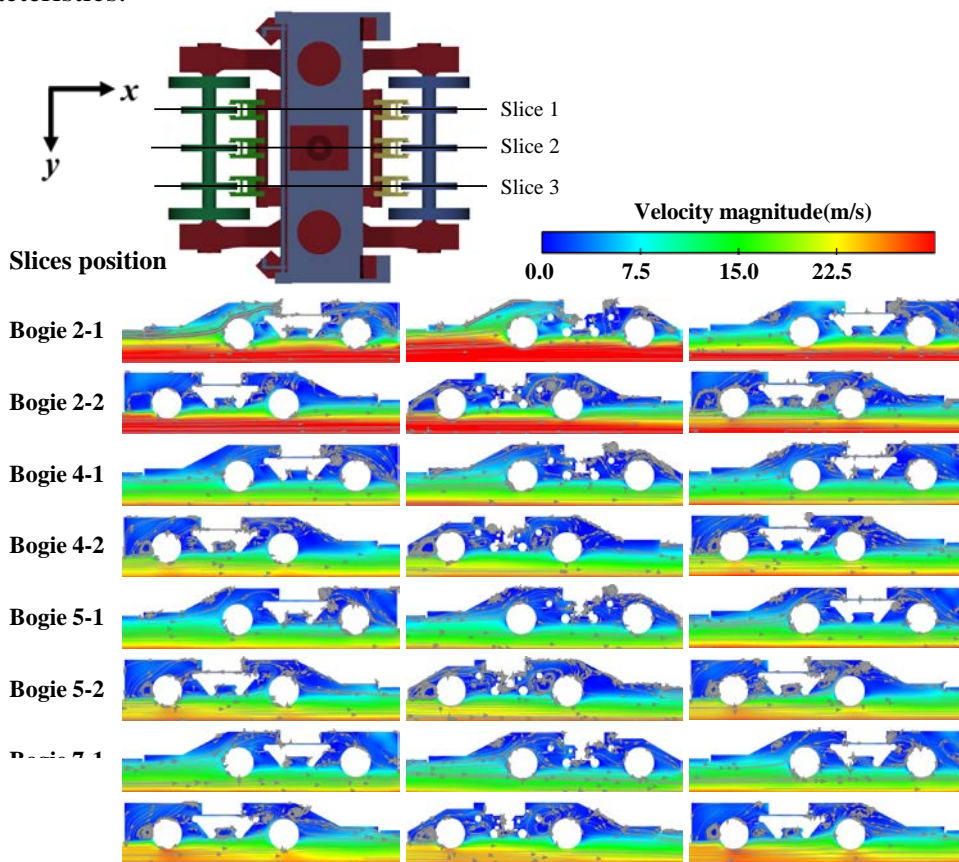 x
y
Slice 1
Slice 2
Slice 3
Slices position
Velocity magnitude(m/s)
0.0 7.5 15.0 22.5
Bogie 2-1
Bogie 2-2
Bogie 4-1
Bogie 4-2
Bogie 5-1
Bogie 5-2